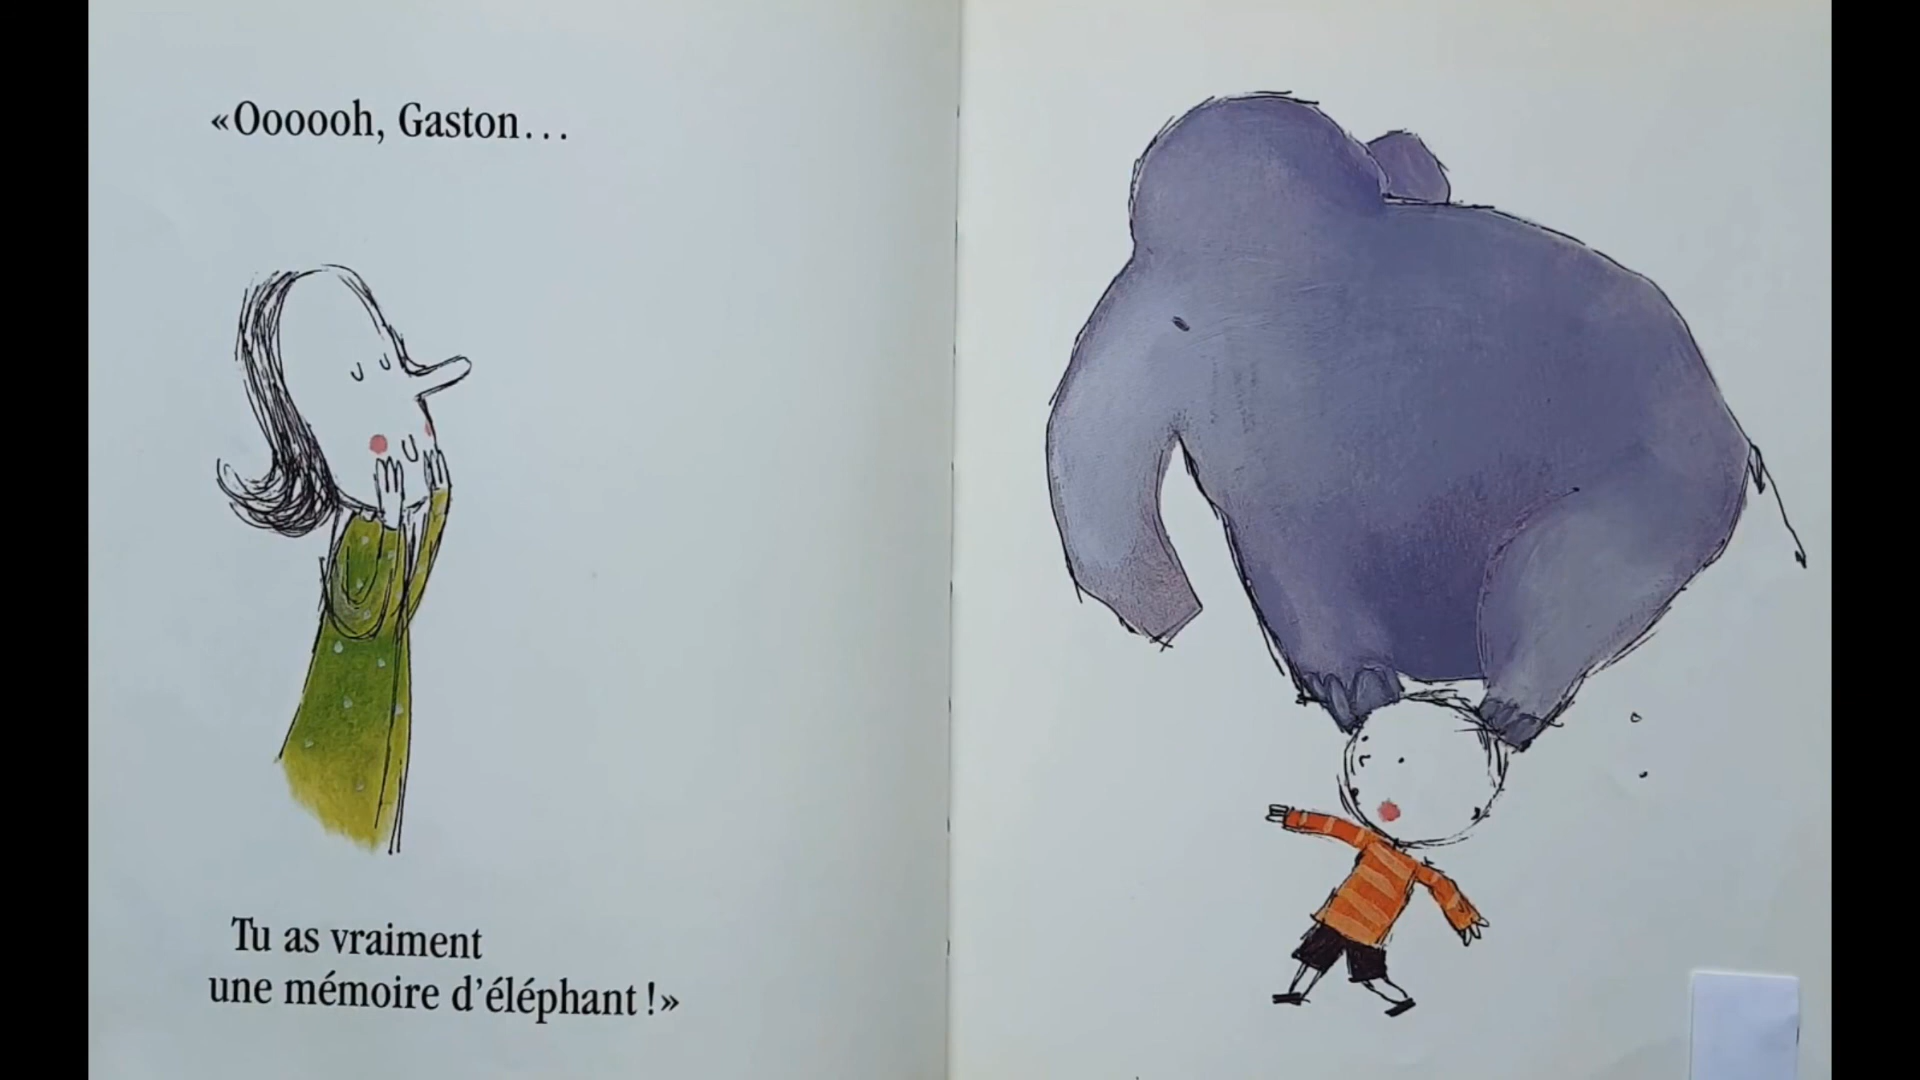 «Oooooh, Gaston...
Tu as vraiment
une mémoire d'éléphant !»